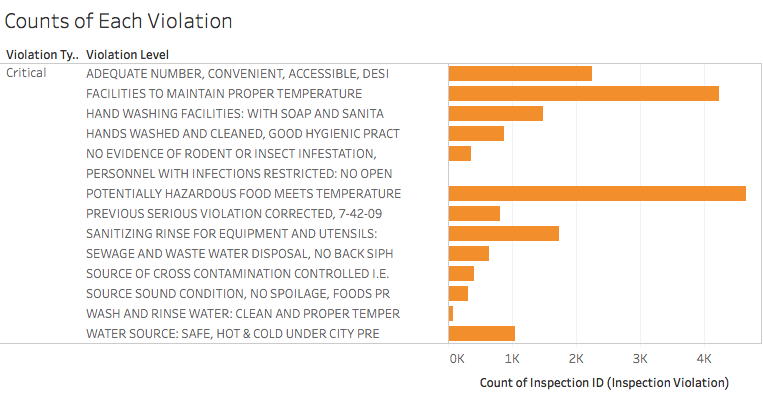 Counts of Each Violation
Violation Ty.. Violation Level
Critical ADEQUATE NUMBER, CONVENIENT, ACCESSIBLE, DESI
FACILITIES TO MAINTAIN PROPER TEMPERATURE
HAND WASHING FACILITIES: WITH SOAP AND SANITA
HANDS WASHED AND CLEANED, GOOD HYGIENIC PRACT
NO EVIDENCE OF RODENT OR INSECT INFESTATION,
PERSONNEL WITH INFECTIONS RESTRICTED: NO OPEN
POTENTIALLY HAZARDOUS FOOD MEETS TEMPERATURE
PREVIOUS SERIOUS VIOLATION CORRECTED, 7-42-09
SANITIZING RINSE FOR EQUIPMENT AND UTENSILS:
SEWAGE AND WASTE WATER DISPOSAL, NO BACK SIPH
SOURCE OF CROSS CONTAMINATION CONTROLLED I.E.
SOURCE SOUND CONDITION, NO SPOILAGE, FOODS PR
WASH AND RINSE WATER: CLEAN AND PROPER TEMPER
WATER SOURCE: SAFE, HOT & COLD UNDER CITY PRE
0K 1K 2K 3K 4K
Count of Inspection ID (Inspection Violation)